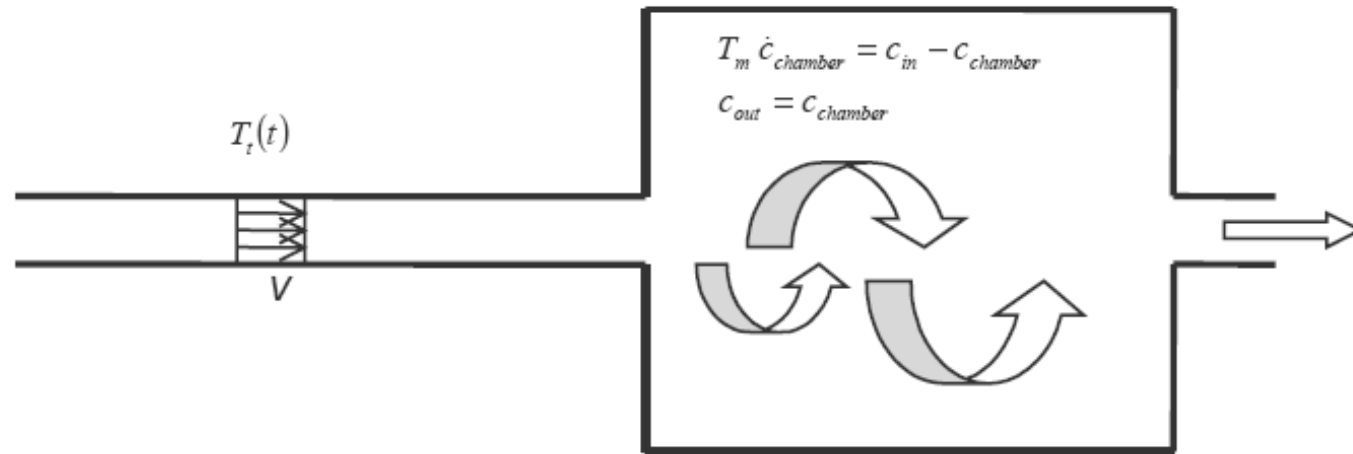 T_m ċ_chamber = c_in − c_chamber
c_out = c_chamber
T_t(t)
V